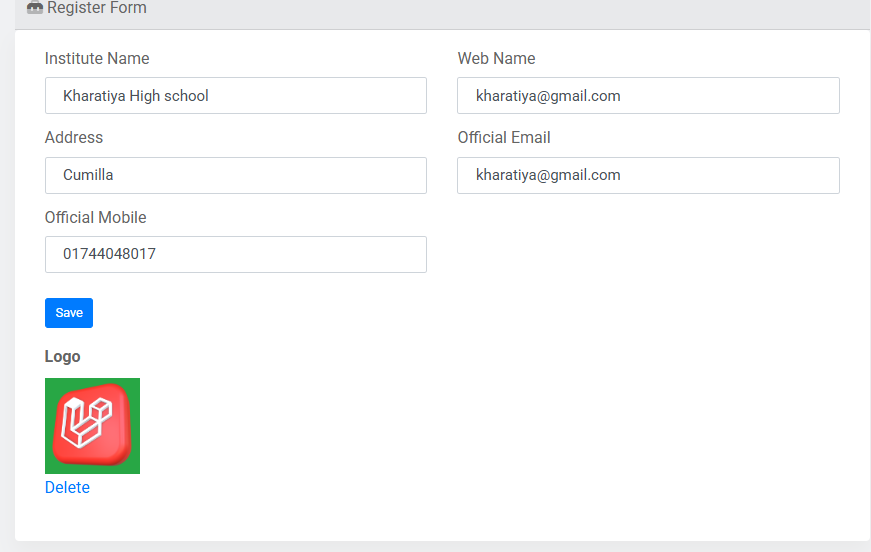 Register Form
Institute Name
Web Name
Kharatiya High school
kharatiya@gmail.com
Address
Official Email
Cumilla
kharatiya@gmail.com
Official Mobile
01744048017
Save
Logo
Delete